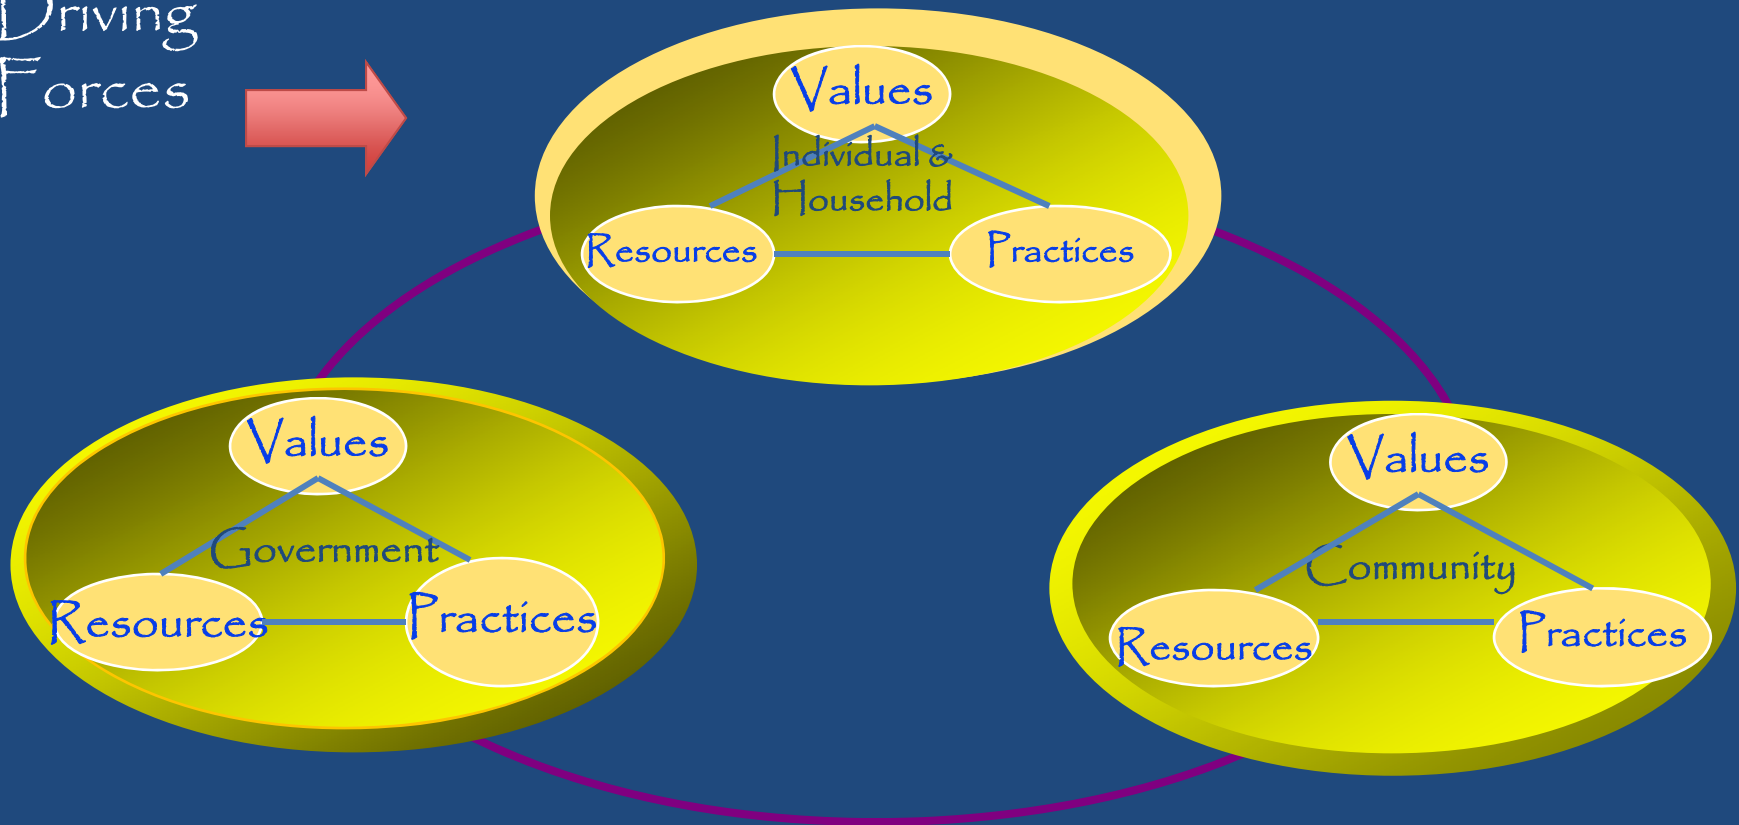 Driving
Forces
Values
Individual &
Household
Resources
Practices
Values
Government
Resources
Practices
Values
Community
Resources
Practices